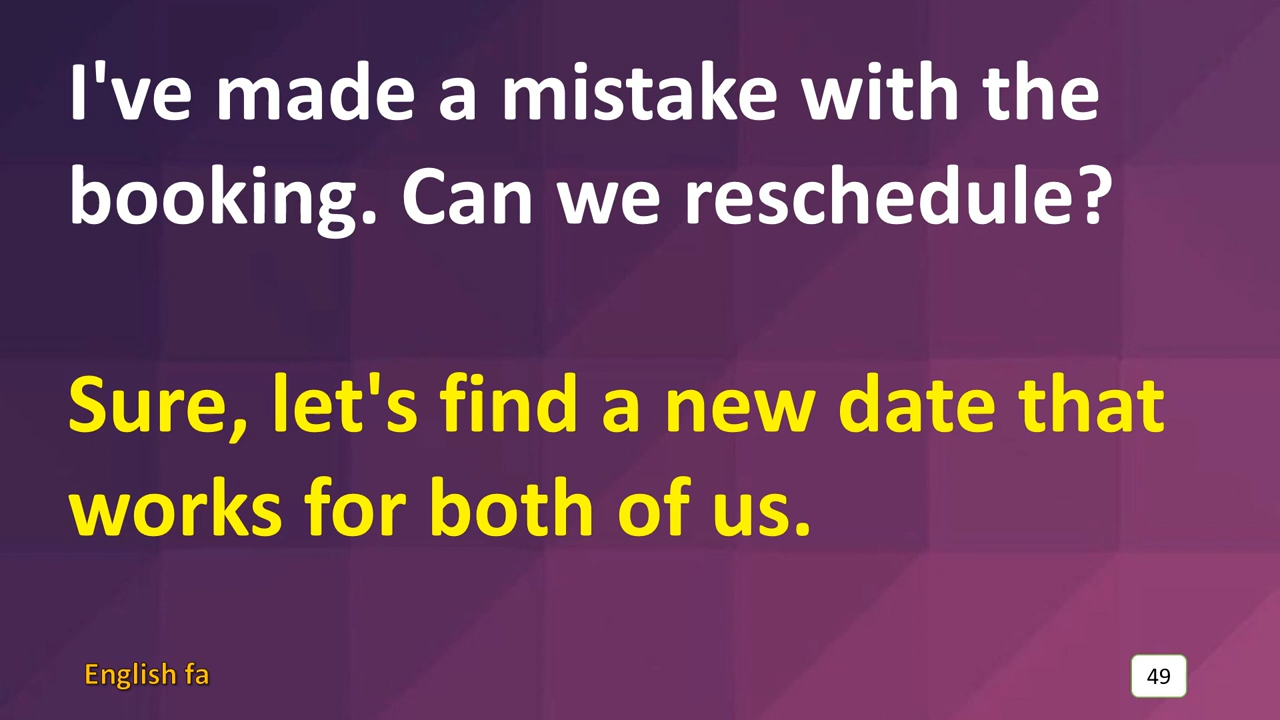 I've made a mistake with the
booking. Can we reschedule?
Sure, let's find a new date that
works for both of us.
English fa
49